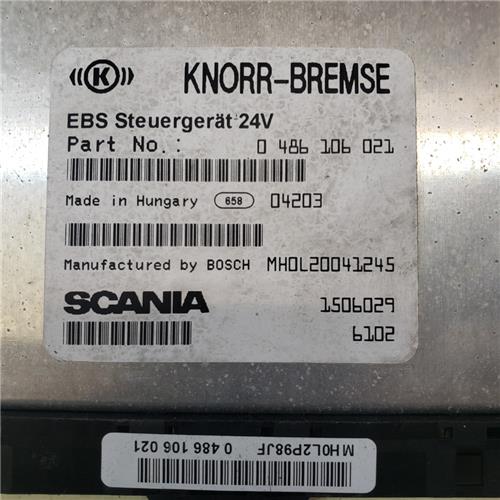 ((K)) KNORR-BREMSE
EBS Steuergerät 24V
Part No.: 0 486 106 021
Made in Hungary 658 04203
Manufactured by BOSCH MHOL20041245
SCANIA 1506029
6102
MH0L2P98JF 0 486 106 021